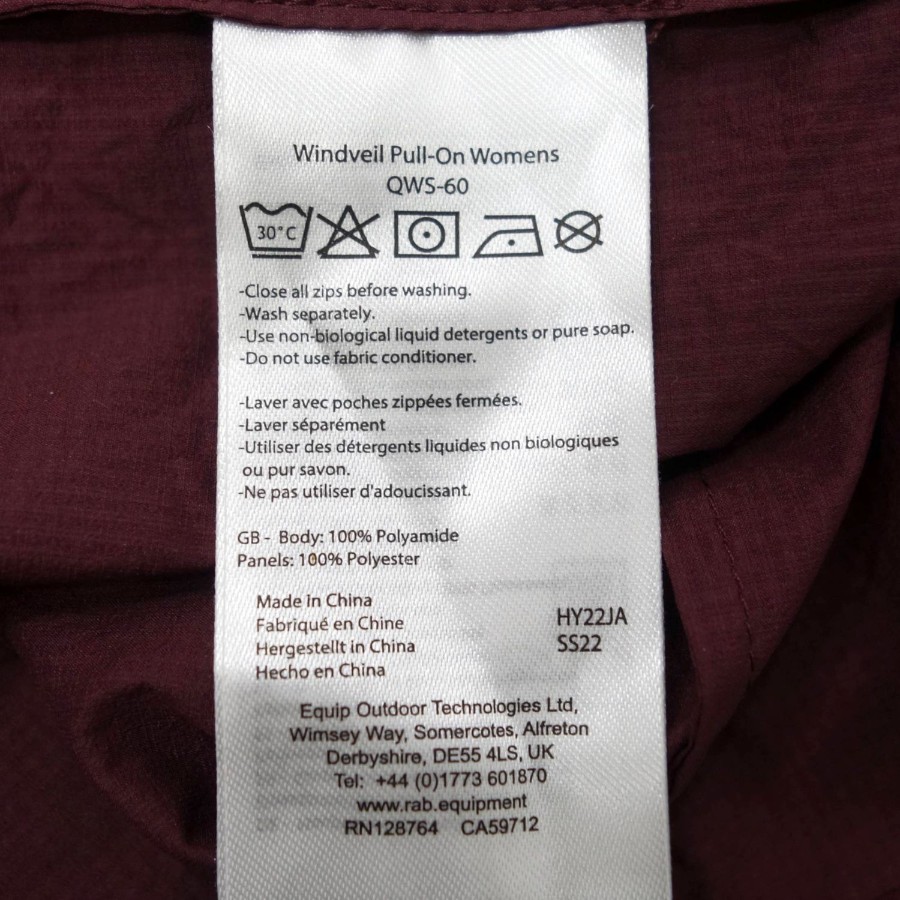 Windveil Pull-On Womens
QWS-60
30°C
-Close all zips before washing.
-Wash separately.
-Use non-biological liquid detergents or pure soap.
-Do not use fabric conditioner.
-Laver avec poches zippées fermées.
-Laver séparément
-Utiliser des détergents liquides non biologiques
ou pur savon.
-Ne pas utiliser d'adoucissant.
GB - Body: 100% Polyamide
Panels: 100% Polyester
Made in China
Fabriqué en Chine
Hergestellt in China
Hecho en China
HY22JA
SS22
Equip Outdoor Technologies Ltd,
Wimsey Way, Somercotes, Alfreton
Derbyshire, DE55 4LS, UK
Tel: +44 (0)1773 601870
www.rab.equipment
RN128764 CA59712